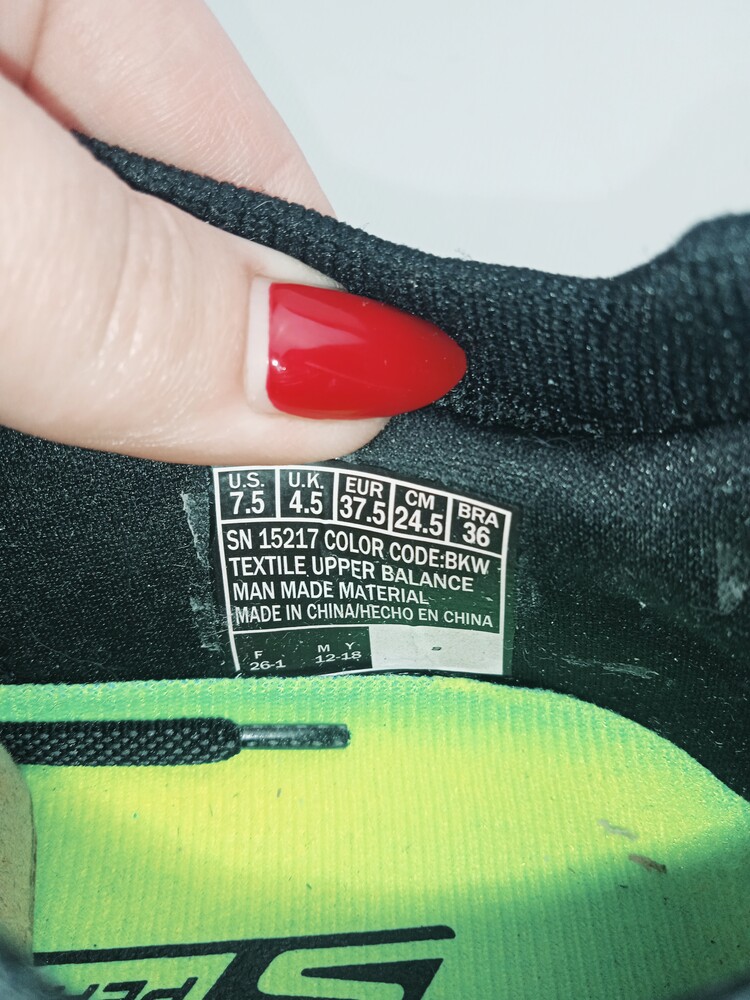 U.S. U.K. EUR CM BRA
7.5 4.5 37.5 24.5 36
SN 15217 COLOR CODE:BKW
TEXTILE UPPER BALANCE
MAN MADE MATERIAL
MADE IN CHINA/HECHO EN CHINA
F M Y
26-1 12-18
S